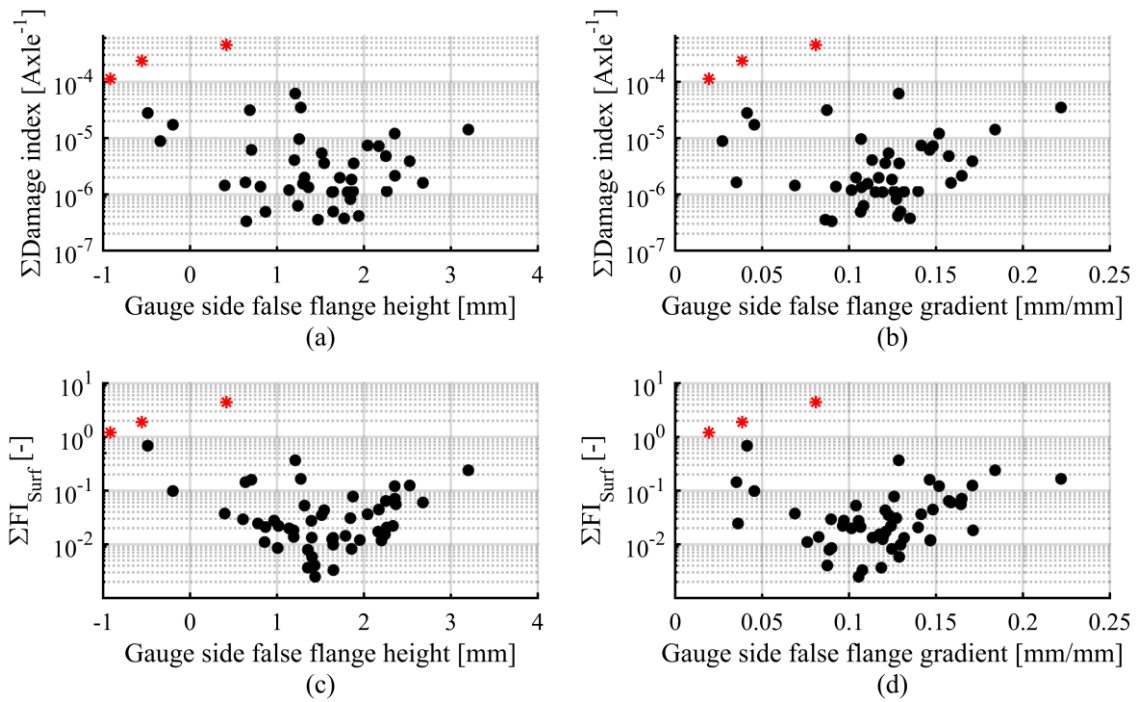 ΣDamage index [Axle⁻¹]
10⁻⁴
10⁻⁵
10⁻⁶
10⁻⁷
-1 0 1 2 3 4
Gauge side false flange height [mm]
(a)
ΣDamage index [Axle⁻¹]
10⁻⁴
10⁻⁵
10⁻⁶
10⁻⁷
0 0.05 0.1 0.15 0.2 0.25
Gauge side false flange gradient [mm/mm]
(b)
ΣFI_Surf [-]
10¹
10⁰
10⁻¹
10⁻²
-1 0 1 2 3 4
Gauge side false flange height [mm]
(c)
ΣFI_Surf [-]
10¹
10⁰
10⁻¹
10⁻²
0 0.05 0.1 0.15 0.2 0.25
Gauge side false flange gradient [mm/mm]
(d)